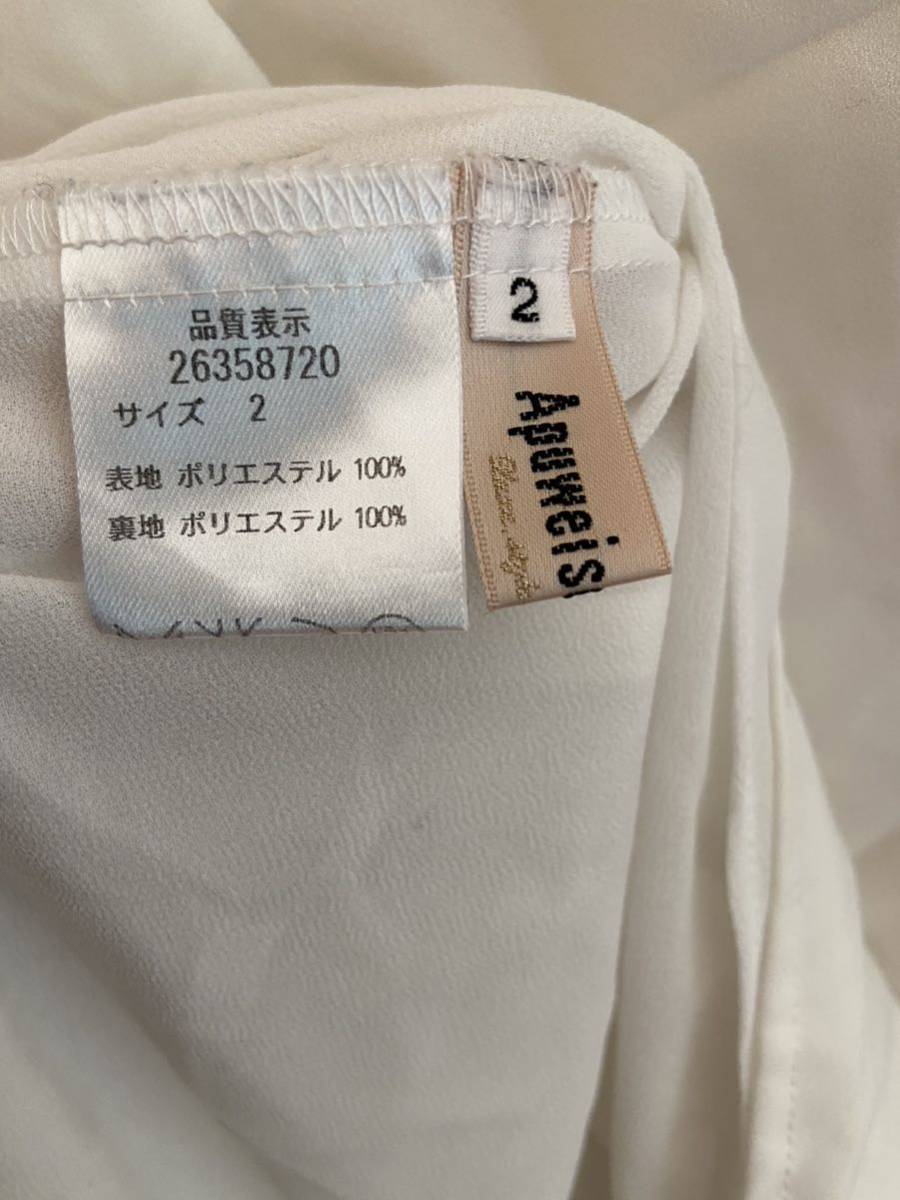 品質表示
26358720
サイズ 2
表地 ポリエステル 100%
裏地 ポリエステル 100%
2
Apuweis